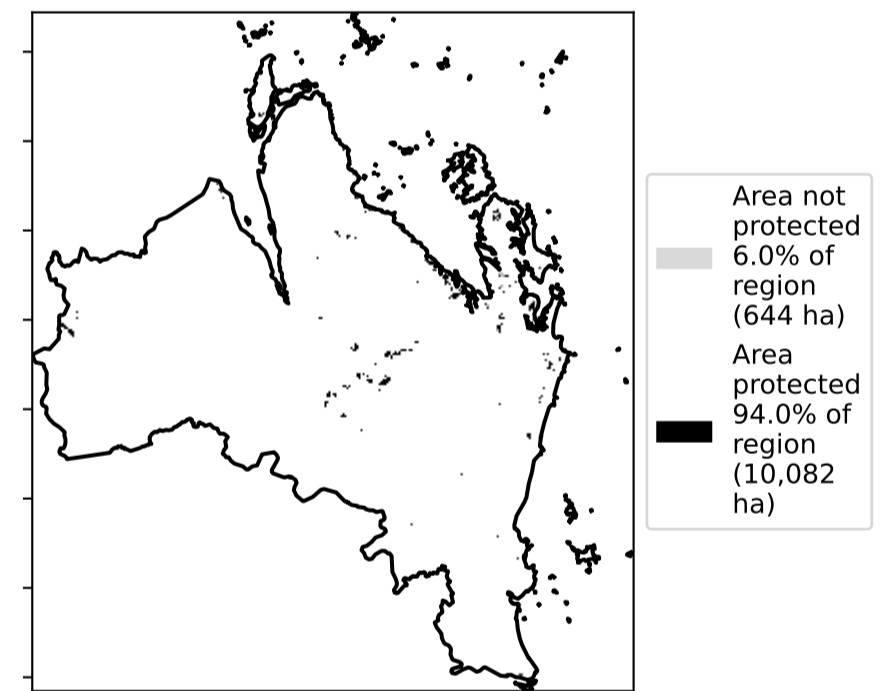 Area not
protected
6.0% of
region
(644 ha)
Area
protected
94.0% of
region
(10,082
ha)